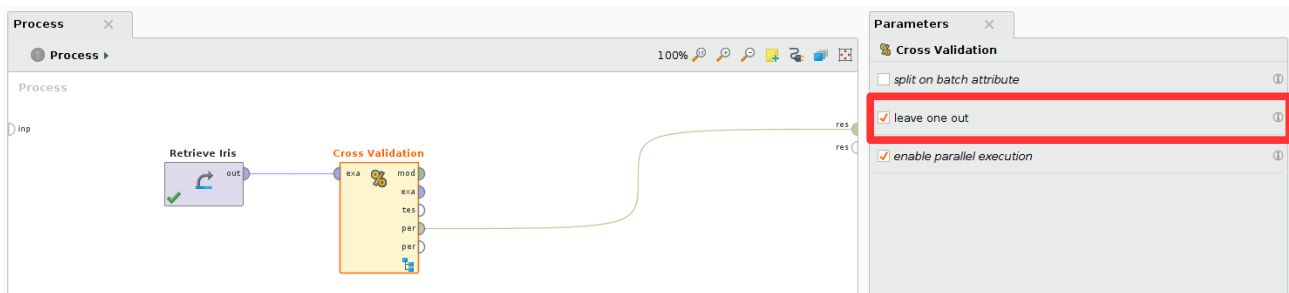 Process
Process
100%
Process
inp
res
res
Retrieve Iris
out
Cross Validation
exa
mod
exa
tes
per
per
Parameters
Cross Validation
split on batch attribute
leave one out
enable parallel execution